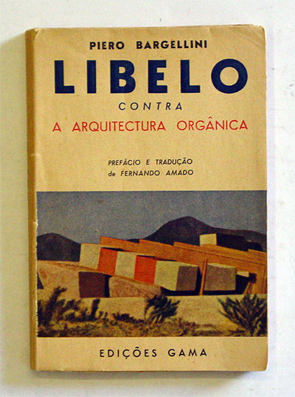 PIERO BARGELLINI
LIBELO
CONTRA
A ARQUITECTURA ORGÂNICA
PREFÁCIO E TRADUÇÃO
de FERNANDO AMADO
EDIÇÕES GAMA